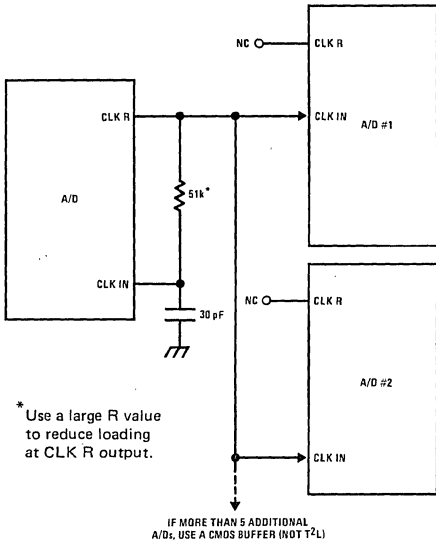 NC
CLK R
CLK R
CLK IN
A/D #1
A/D
51k*
CLK IN
30 pF
NC
CLK R
A/D #2
* Use a large R value
to reduce loading
at CLK R output.
CLK IN
IF MORE THAN 5 ADDITIONAL
A/Ds, USE A CMOS BUFFER (NOT T²L)